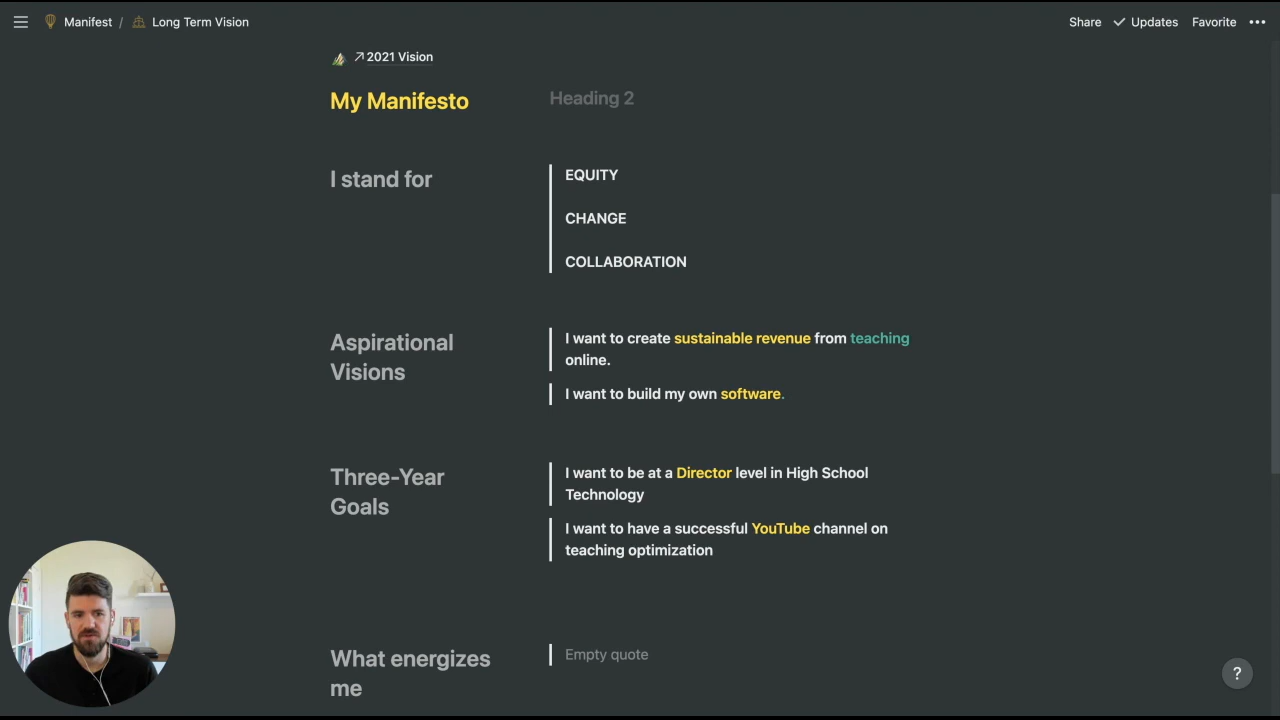 Manifest / Long Term Vision
Share Updates Favorite
2021 Vision
My Manifesto
Heading 2
I stand for
EQUITY
CHANGE
COLLABORATION
Aspirational
Visions
I want to create sustainable revenue from teaching
online.
I want to build my own software.
Three-Year
Goals
I want to be at a Director level in High School
Technology
I want to have a successful YouTube channel on
teaching optimization
What energizes
me
Empty quote
?